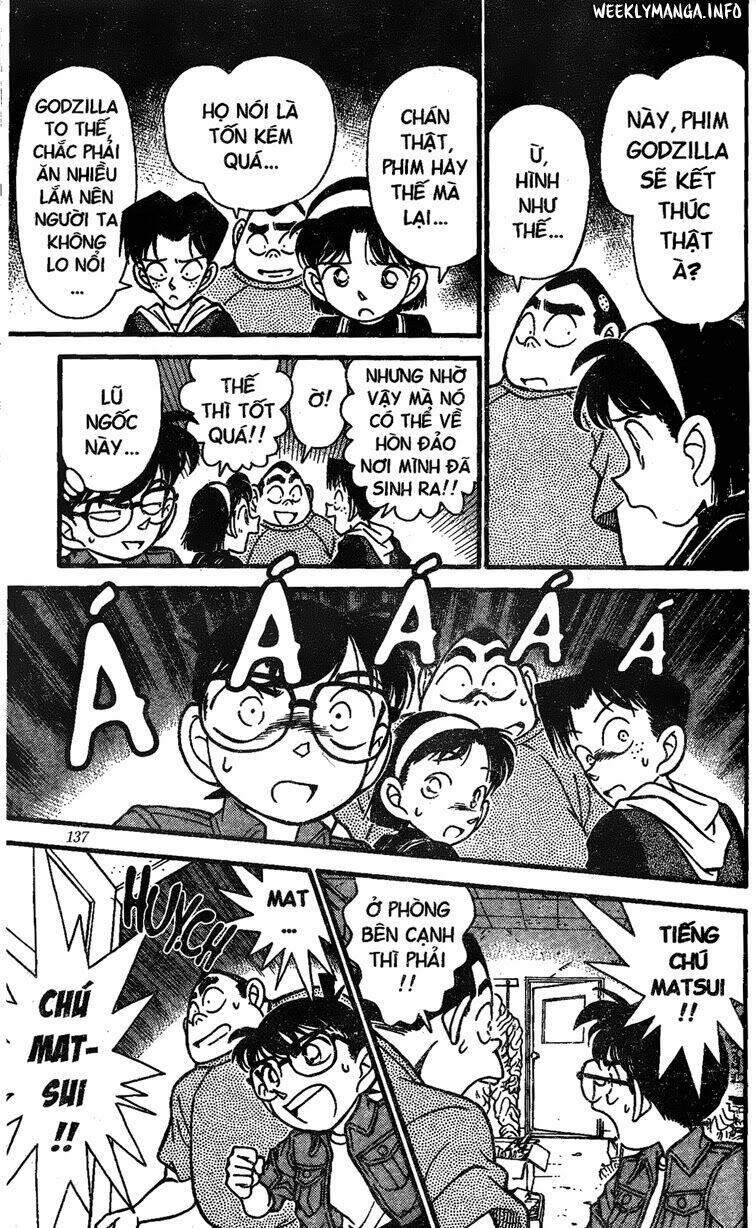 WEEKLYMANGA.INFO
NÀY, PHIM
GODZILLA
SẼ KẾT
THÚC
THẬT
À?
Ừ,
HÌNH
NHƯ
THẾ...
CHÁN
THẬT,
PHIM HAY
THẾ MÀ
LẠI...
HỌ NÓI LÀ
TỐN KÉM
QUÁ...
GODZILLA
TO THẾ,
CHẮC PHẢI
ĂN NHIỀU
LẮM NÊN
NGƯỜI TA
KHÔNG
LO NỔI
...
NHƯNG NHỜ
VẬY MÀ NÓ
CÓ THỂ VỀ
HÒN ĐẢO
NƠI MÌNH ĐÃ
SINH RA!!
Ờ!
THẾ
THÌ TỐT
QUÁ!!
LŨ
NGỐC
NÀY...
Á Á Á Á Á
137
TIẾNG
CHÚ
MATSUI
!!
Ở PHÒNG
BÊN CẠNH
THÌ PHẢI
!!
MAT
...
HUỴCH
CHÚ
MAT-
SUI
!!